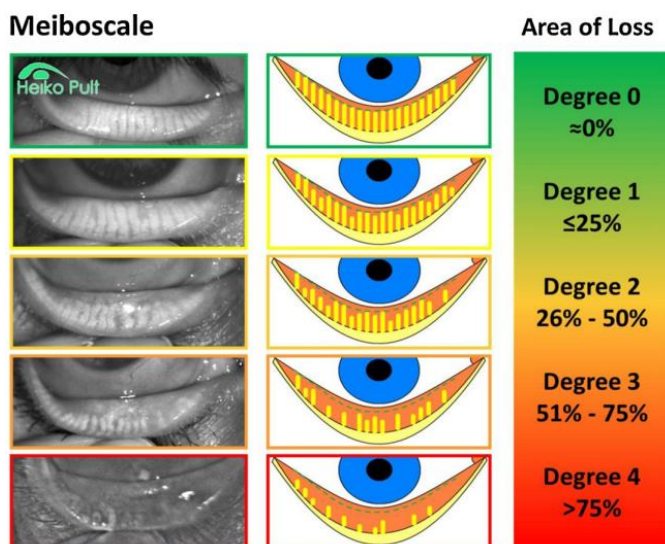 Meiboscale
Area of Loss
Heiko Pult
Degree 0
≈0%
Degree 1
≤25%
Degree 2
26% - 50%
Degree 3
51% - 75%
Degree 4
>75%